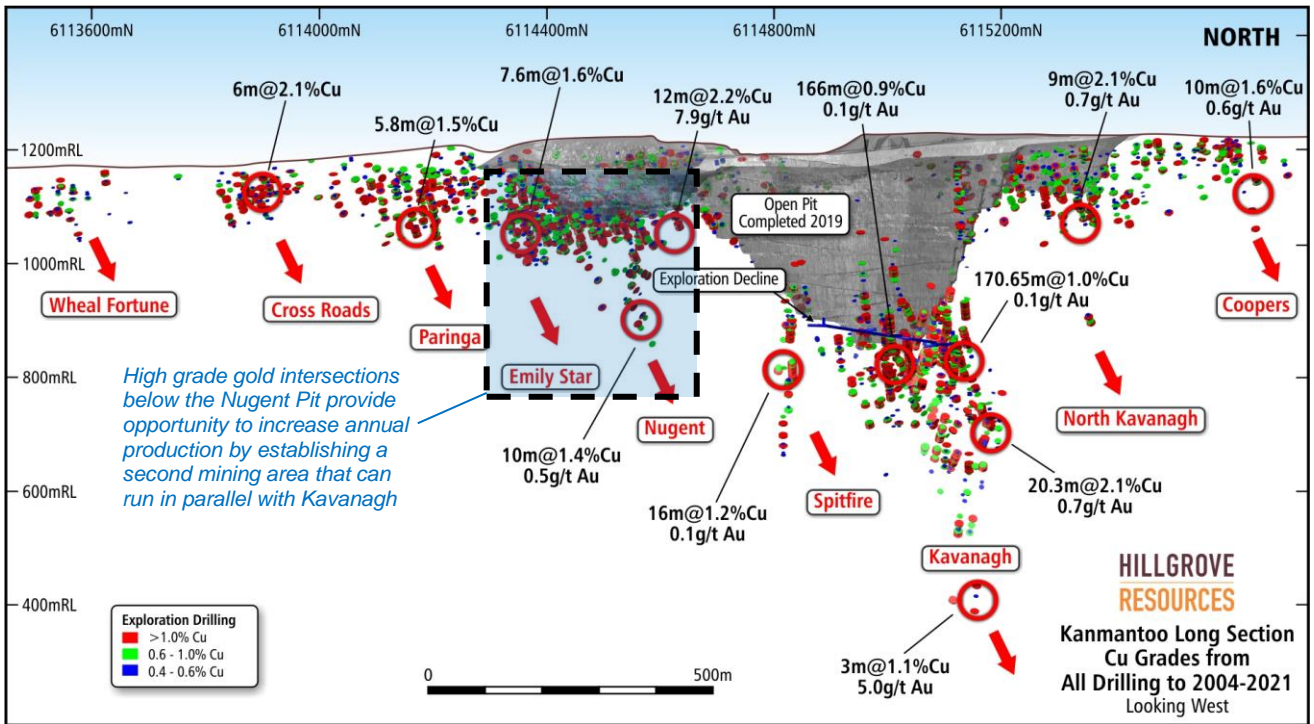 6113600mN
6114000mN
6114400mN
6114800mN
6115200mN
NORTH
6m@2.1%Cu
5.8m@1.5%Cu
7.6m@1.6%Cu
12m@2.2%Cu
7.9g/t Au
166m@0.9%Cu
0.1g/t Au
9m@2.1%Cu
0.7g/t Au
10m@1.6%Cu
0.6g/t Au
1200mRL
1000mRL
800mRL
600mRL
400mRL
Open Pit
Completed 2019
Exploration Decline
170.65m@1.0%Cu
0.1g/t Au
Wheal Fortune
Cross Roads
Paringa
Emily Star
Nugent
Coopers
North Kavanagh
Spitfire
Kavanagh
High grade gold intersections
below the Nugent Pit provide
opportunity to increase annual
production by establishing a
second mining area that can
run in parallel with Kavanagh
10m@1.4%Cu
0.5g/t Au
16m@1.2%Cu
0.1g/t Au
20.3m@2.1%Cu
0.7g/t Au
3m@1.1%Cu
5.0g/t Au
Exploration Drilling
>1.0% Cu
0.6 - 1.0% Cu
0.4 - 0.6% Cu
0
500m
HILLGROVE
RESOURCES
Kanmantoo Long Section
Cu Grades from
All Drilling to 2004-2021
Looking West